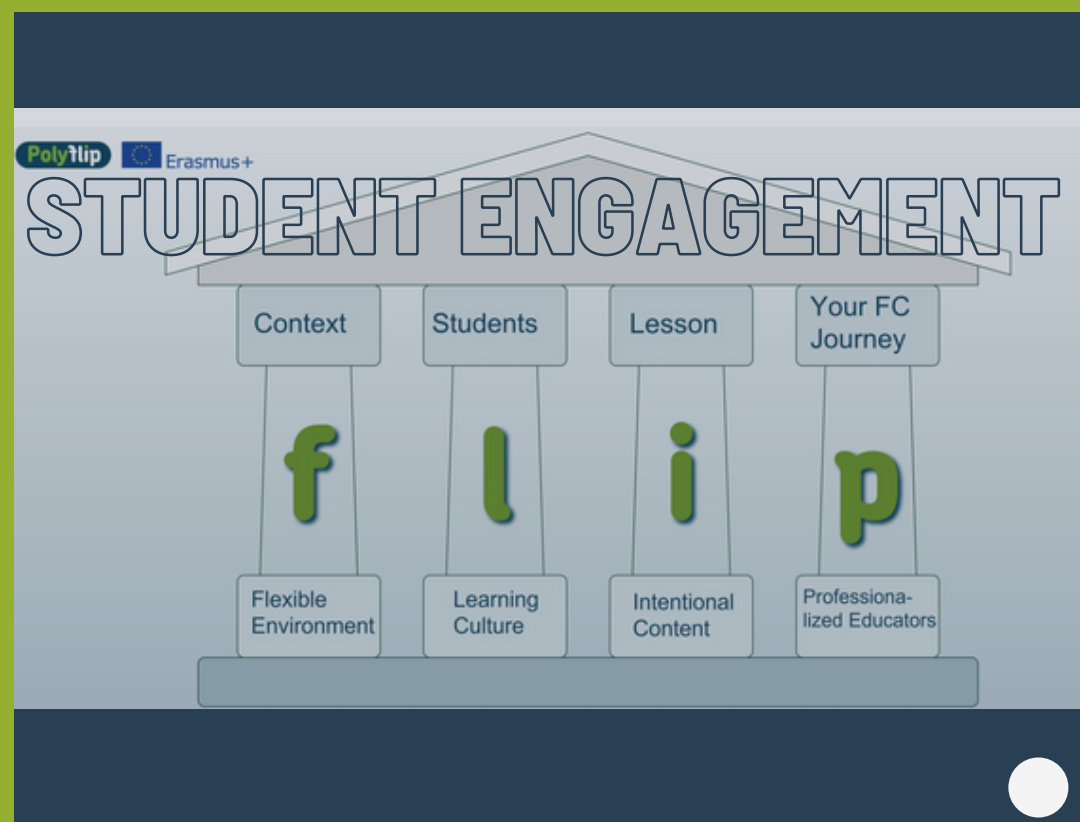 Polyflip
Erasmus+
STUDENT ENGAGEMENT
Context
Students
Lesson
Your FC
Journey
f
l
i
p
Flexible
Environment
Learning
Culture
Intentional
Content
Professiona-
lized Educators